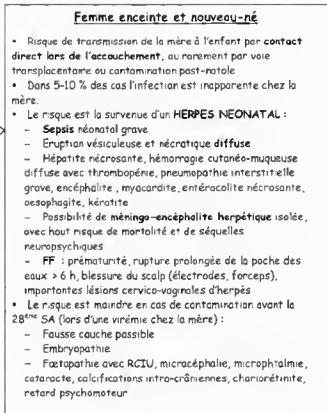 Femme enceinte et nouveau-né
• Risque de transmission de la mère à l'enfant par contact
direct lors de l'accouchement, ou rarement par voie
transplacentaire ou contamination post-natale
• Dans 5-10 % des cas l'infection est inapparente chez la
mère.
• Le risque est la survenue d'un HERPES NEONATAL :
– Sepsis néonatal grave
– Eruption vésiculeuse et nécrotique diffuse
– Hépatite nécrosante, hémorragie cutanéo-muqueuse
diffuse avec thrombopénie, pneumopathie interstitielle
grave, encéphalite, myocardite, entérocolite nécrosante,
oesophagite, kératite
– Possibilité de méningo-encéphalite herpétique isolée,
avec haut risque de mortalité et de séquelles
neuropsychiques
– FF : prématurité, rupture prolongée de la poche des
eaux > 6 h, blessure du scalp (électrodes, forceps),
importantes lésions cervico-vaginales d'herpès
• Le risque est moindre en cas de contamination avant la
28ème SA (lors d'une virémie chez la mère) :
– Fausse couche possible
– Embryopathie
– Fœtopathie avec RCIU, microcéphalie, microphtalmie,
cataracte, calcifications intra-crâniennes, choriorétinite,
retard psychomoteur